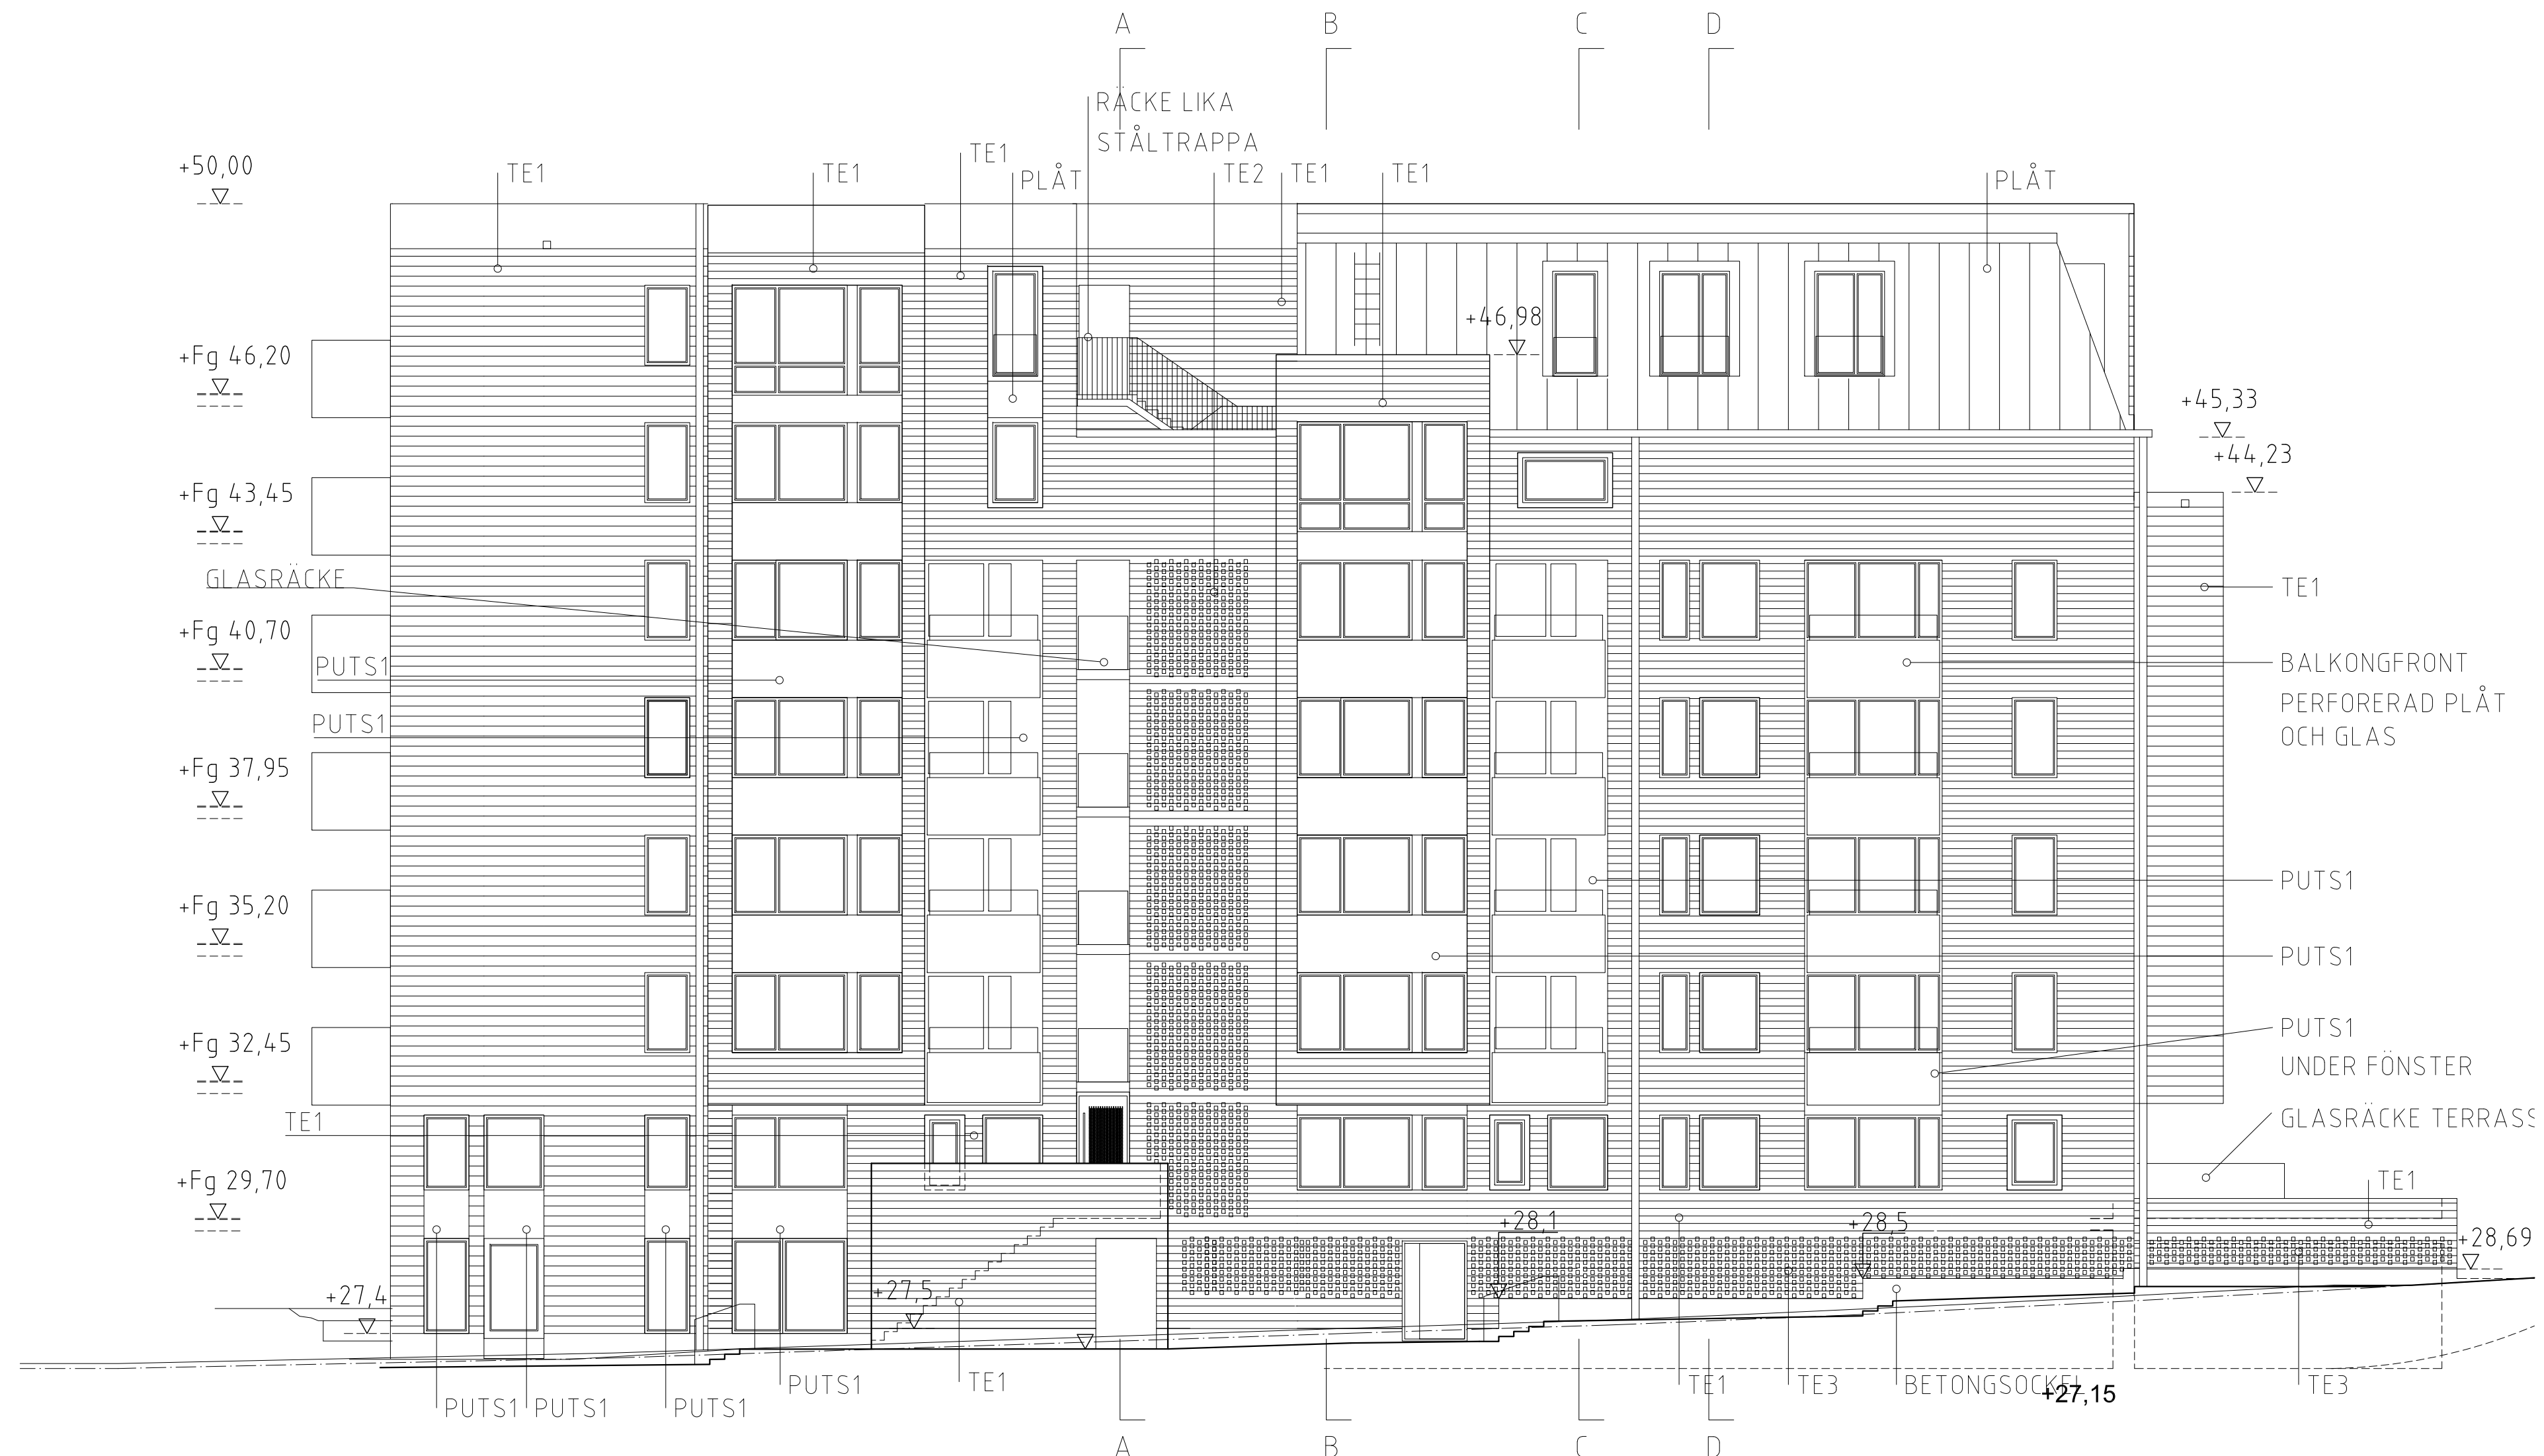 A
B
C
D
RÄCKE LIKA
STÅLTRAPPA
+50,00
TE1
TE1
TE1
PLÅT
TE2
TE1
TE1
PLÅT
+46,98
+Fg 46,20
+45,33
+44,23
+Fg 43,45
GLASRÄCKE
TE1
+Fg 40,70
PUTS1
BALKONGFRONT
PERFORERAD PLÅT
OCH GLAS
PUTS1
+Fg 37,95
PUTS1
+Fg 35,20
PUTS1
PUTS1
UNDER FÖNSTER
+Fg 32,45
TE1
GLASRÄCKE TERRASS
+Fg 29,70
TE1
+28,1
+28,5
+28,69
+27,4
+27,5
PUTS1
PUTS1
PUTS1
PUTS1
TE1
TE1
TE3
BETONGSOCKEL
+27,15
TE3
A
B
C
D